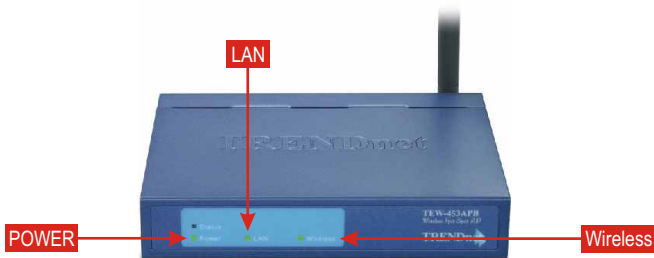 LAN
TRENDnet
TEW-453APB
Status
POWER
Power LAN Wireless
TRENDnet
Wireless